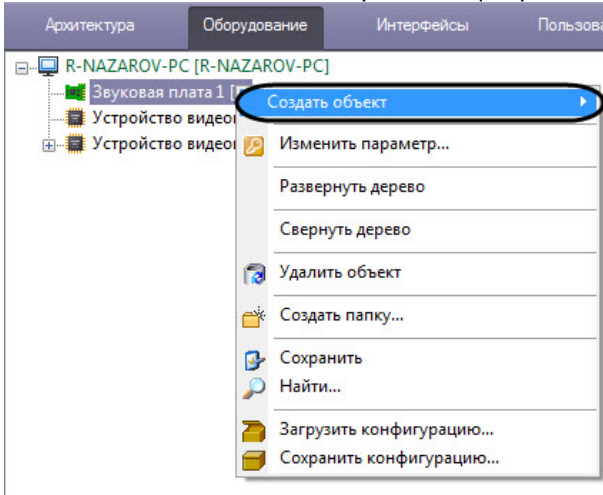 Архитектура Оборудование Интерфейсы Пользова
R-NAZAROV-PC [R-NAZAROV-PC]
Звуковая плата 1 [
Создать объект
Устройство видео
Изменить параметр...
Устройство видео
Развернуть дерево
Свернуть дерево
Удалить объект
Создать папку...
Сохранить
Найти...
Загрузить конфигурацию...
Сохранить конфигурацию...